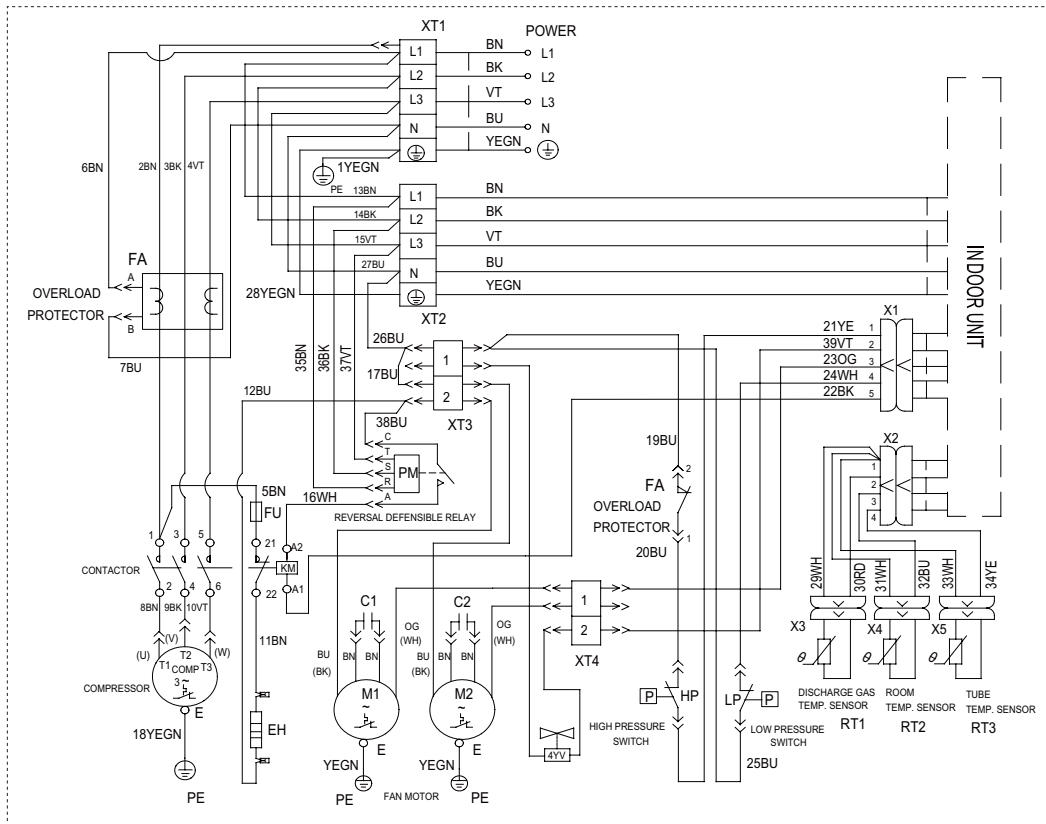 XT1
POWER
L1 BN L1
L2 BK L2
L3 VT L3
N BU N
YEGN
1YEGN
6BN
2BN 3BK 4VT
PE 13BN
14BK
15VT
27BU
28YEGN
L1 BN
L2 BK
L3 VT
N BU
YEGN
XT2
INDOOR UNIT
FA
A
B
OVERLOAD
PROTECTOR
7BU
12BU
35BN
36BK
37VT
26BU
17BU
38BU
1
2
XT3
X1
21YE 1
39VT 2
23OG 3
24WH 4
22BK 5
X2
1
2
3
4
C
T
S
R
A
PM
16WH
REVERSAL DEFENSIBLE RELAY
19BU
2
FA
OVERLOAD
PROTECTOR
1
20BU
5BN
FU
1 3 5 21
A2
KM
A1
CONTACTOR
2 4 6 22
8BN 9BK 10VT
11BN
(U) (V) (W)
T1 T2 T3
COMP
3~
COMPRESSOR
E
18YEGN
PE
EH
C1
C2
BU
(BK)
BN BN
OG
(WH)
BU
(BK)
BN BN
OG
(WH)
M1
~
M2
~
E
E
YEGN
YEGN
PE
FAN MOTOR
PE
1
2
XT4
4YV
P HP
HIGH PRESSURE
SWITCH
LP P
LOW PRESSURE
SWITCH
25BU
29WH
30RD
31WH
32BU
33WH
34YE
X3
X4
X5
θ
θ
θ
DISCHARGE GAS
TEMP. SENSOR
RT1
ROOM
TEMP. SENSOR
RT2
TUBE
TEMP. SENSOR
RT3